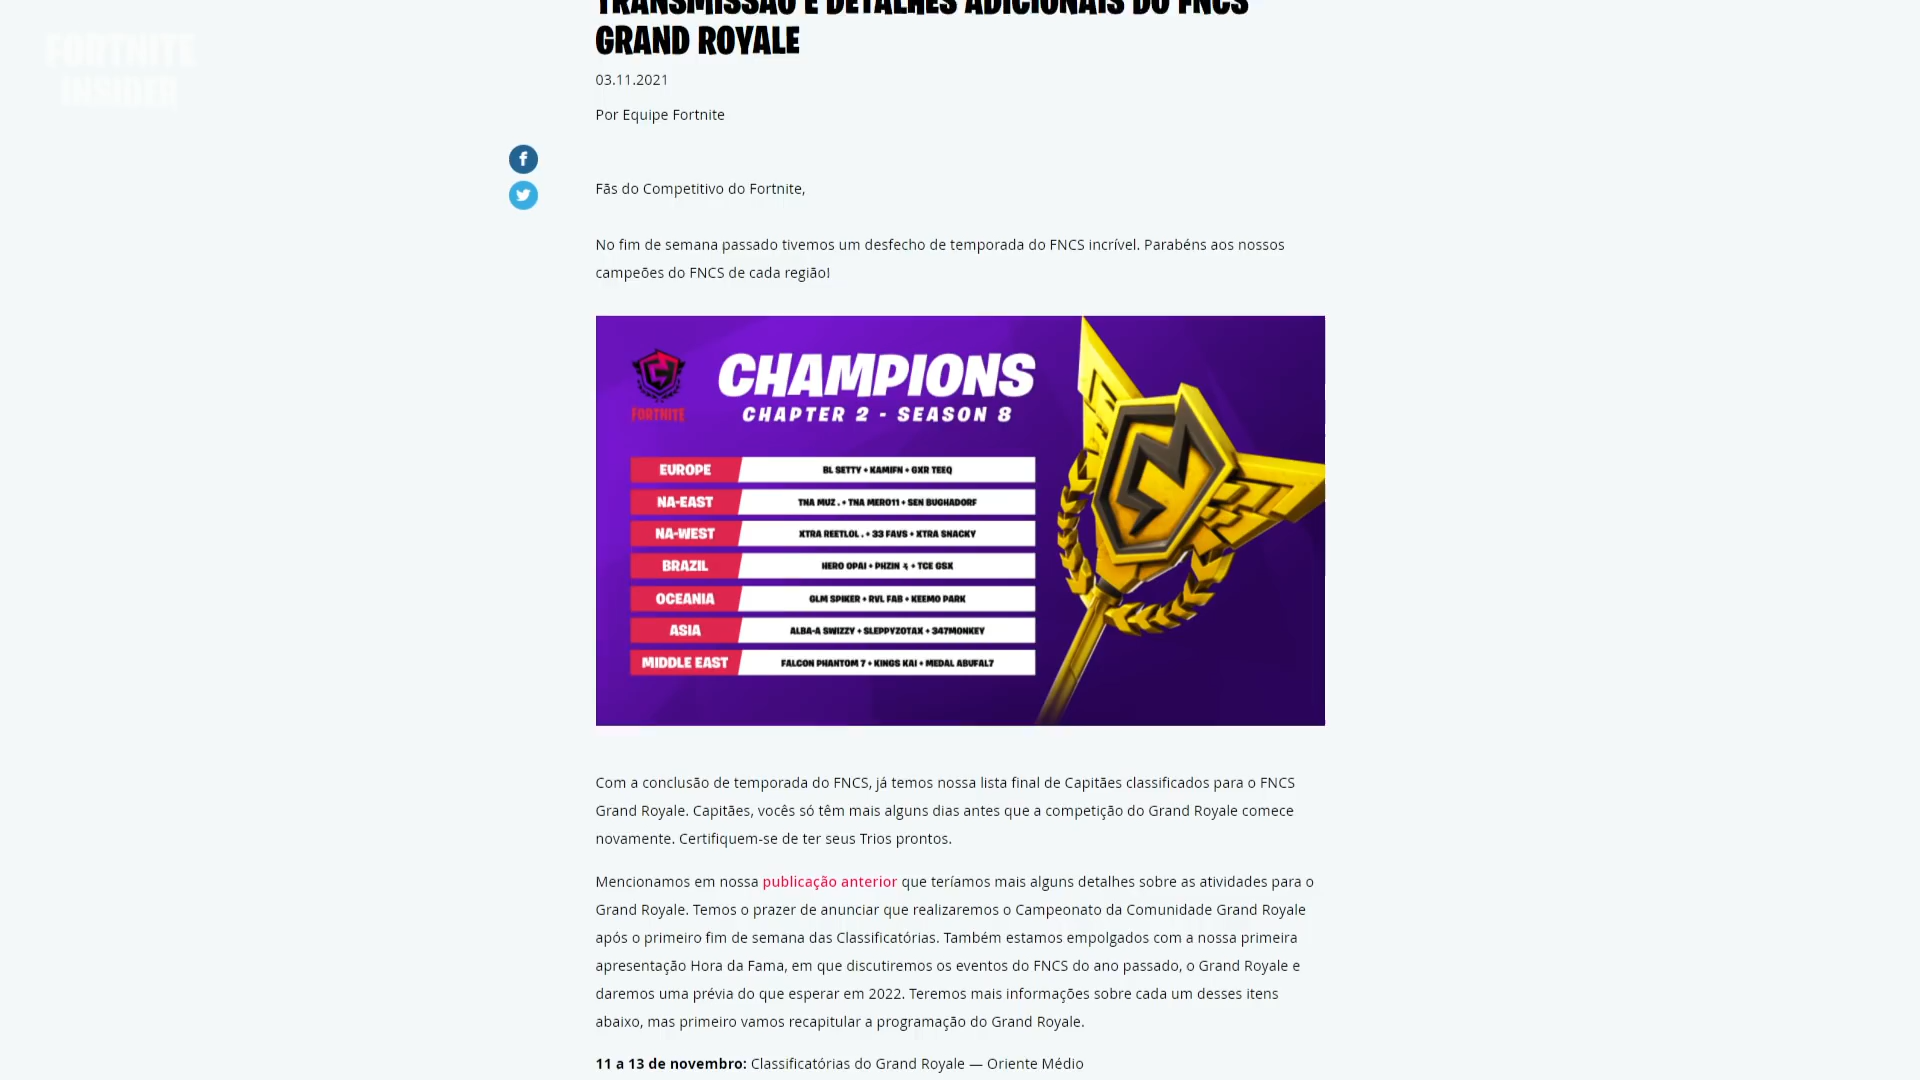 TRANSMISSÃO E DETALHES ADICIONAIS DO FNCS
GRAND ROYALE
FORTNITE
INSIDER
03.11.2021
Por Equipe Fortnite
Fãs do Competitivo do Fortnite,
No fim de semana passado tivemos um desfecho de temporada do FNCS incrível. Parabéns aos nossos
campeões do FNCS de cada região!
FORTNITE
CHAMPIONS
CHAPTER 2 - SEASON 8
EUROPE BL SETTY + KAMIFN + GXR TEEQ
NA-EAST TNA MUZ . + TNA MERO11 + SEN BUGHADORF
NA-WEST XTRA REETLOL . + 33 FAVS + XTRA SNACKY
BRAZIL HERO OPAI + PHZIN 4 + TCE GSX
OCEANIA GLM SPIKER + RVL FAB + KEEMO PARK
ASIA ALBA-A SWIZZY + SLEPPYZOTAX + 347MONKEY
MIDDLE EAST FALCON PHANTOM 7 + KINGS KAI + MEDAL ABUFAL7
Com a conclusão de temporada do FNCS, já temos nossa lista final de Capitães classificados para o FNCS
Grand Royale. Capitães, vocês só têm mais alguns dias antes que a competição do Grand Royale comece
novamente. Certifiquem-se de ter seus Trios prontos.
Mencionamos em nossa publicação anterior que teríamos mais alguns detalhes sobre as atividades para o
Grand Royale. Temos o prazer de anunciar que realizaremos o Campeonato da Comunidade Grand Royale
após o primeiro fim de semana das Classificatórias. Também estamos empolgados com a nossa primeira
apresentação Hora da Fama, em que discutiremos os eventos do FNCS do ano passado, o Grand Royale e
daremos uma prévia do que esperar em 2022. Teremos mais informações sobre cada um desses itens
abaixo, mas primeiro vamos recapitular a programação do Grand Royale.
11 a 13 de novembro: Classificatórias do Grand Royale — Oriente Médio